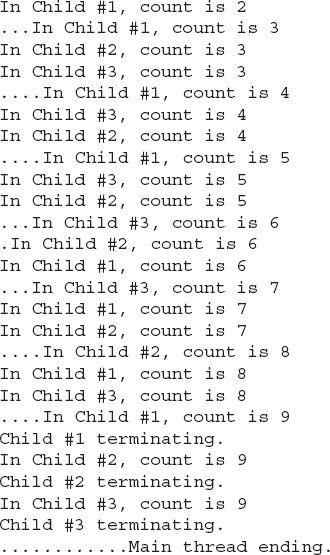 In Child #1, count is 2
...In Child #1, count is 3
In Child #2, count is 3
In Child #3, count is 3
....In Child #1, count is 4
In Child #3, count is 4
In Child #2, count is 4
....In Child #1, count is 5
In Child #3, count is 5
In Child #2, count is 5
...In Child #3, count is 6
.In Child #2, count is 6
In Child #1, count is 6
...In Child #3, count is 7
In Child #1, count is 7
In Child #2, count is 7
....In Child #2, count is 8
In Child #1, count is 8
In Child #3, count is 8
....In Child #1, count is 9
Child #1 terminating.
In Child #2, count is 9
Child #2 terminating.
In Child #3, count is 9
Child #3 terminating.
............Main thread ending.